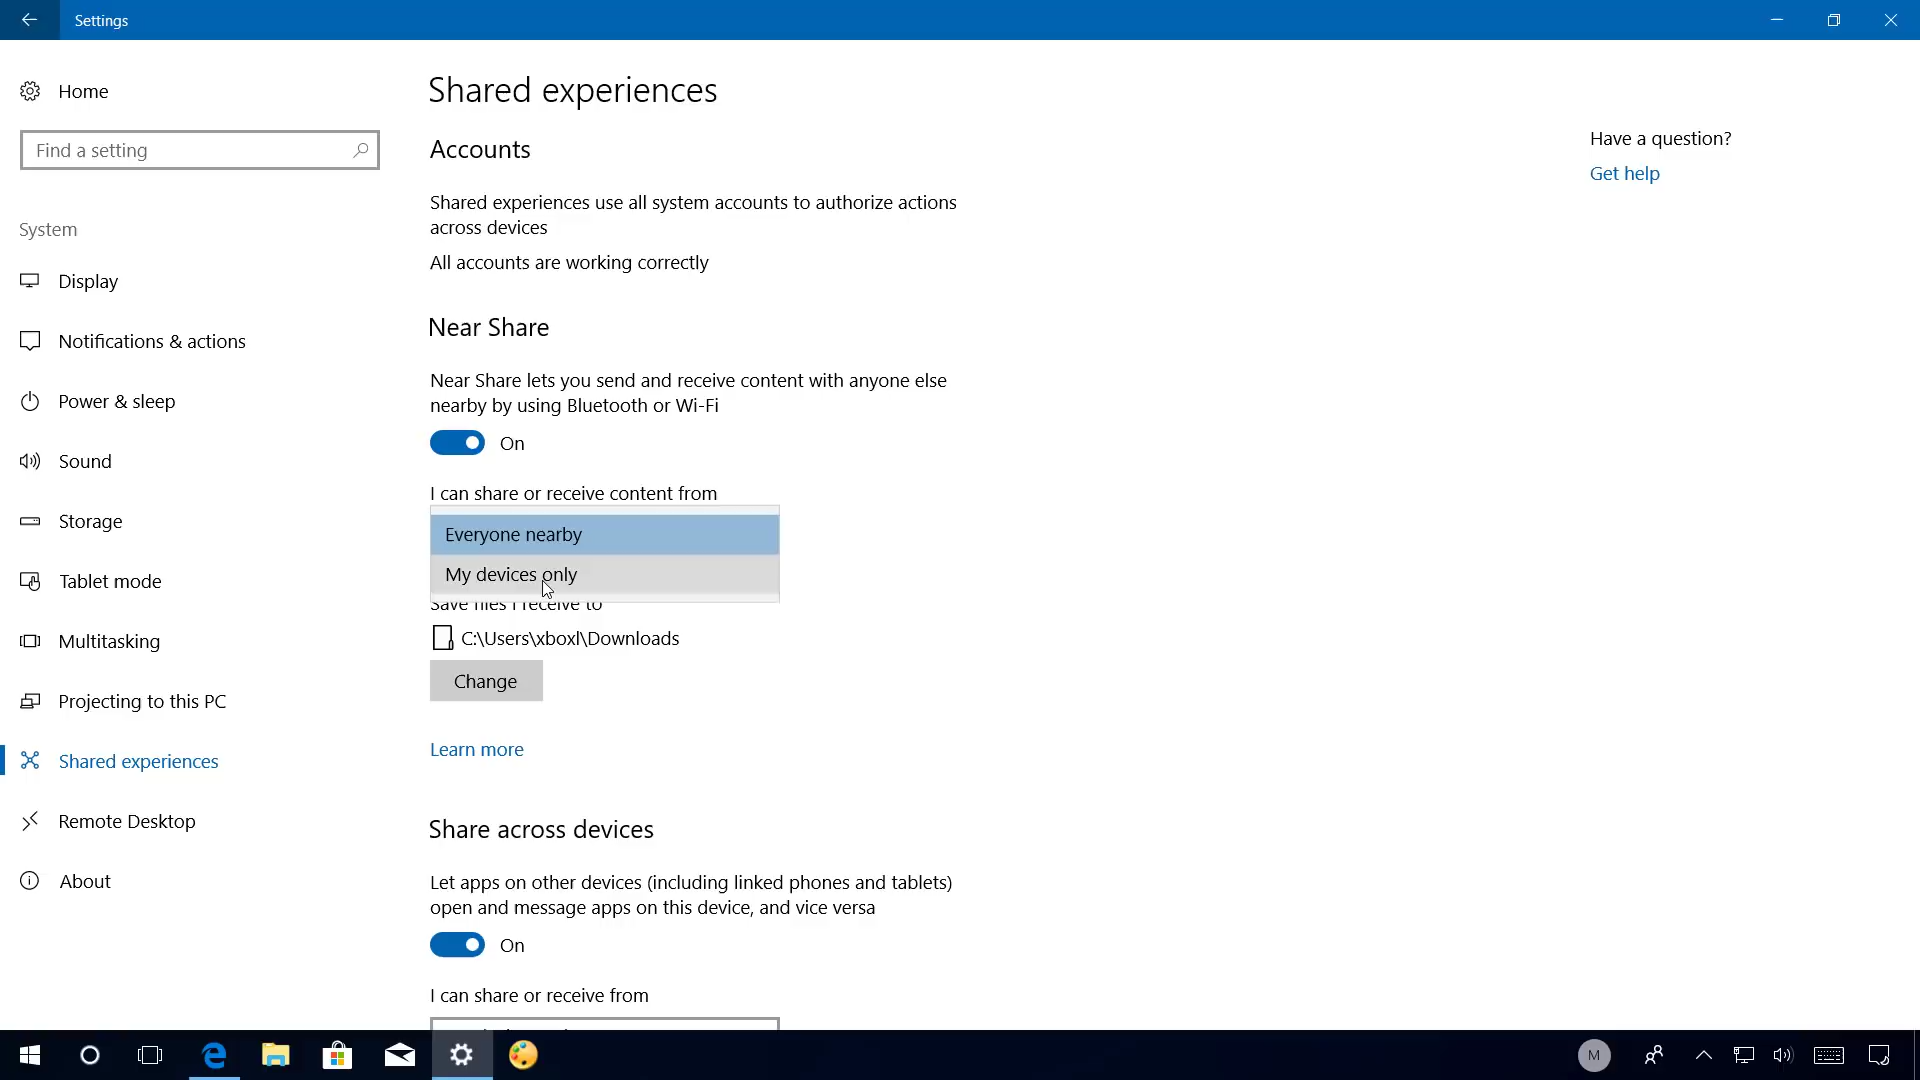 Settings
Home
Find a setting
System
Display
Notifications & actions
Power & sleep
Sound
Storage
Tablet mode
Multitasking
Projecting to this PC
Shared experiences
Remote Desktop
About
Shared experiences
Accounts
Shared experiences use all system accounts to authorize actions
across devices
All accounts are working correctly
Near Share
Near Share lets you send and receive content with anyone else
nearby by using Bluetooth or Wi-Fi
On
I can share or receive content from
Everyone nearby
My devices only
Save files I receive to
C:\Users\xboxl\Downloads
Change
Learn more
Share across devices
Let apps on other devices (including linked phones and tablets)
open and message apps on this device, and vice versa
On
I can share or receive from
Have a question?
Get help
M